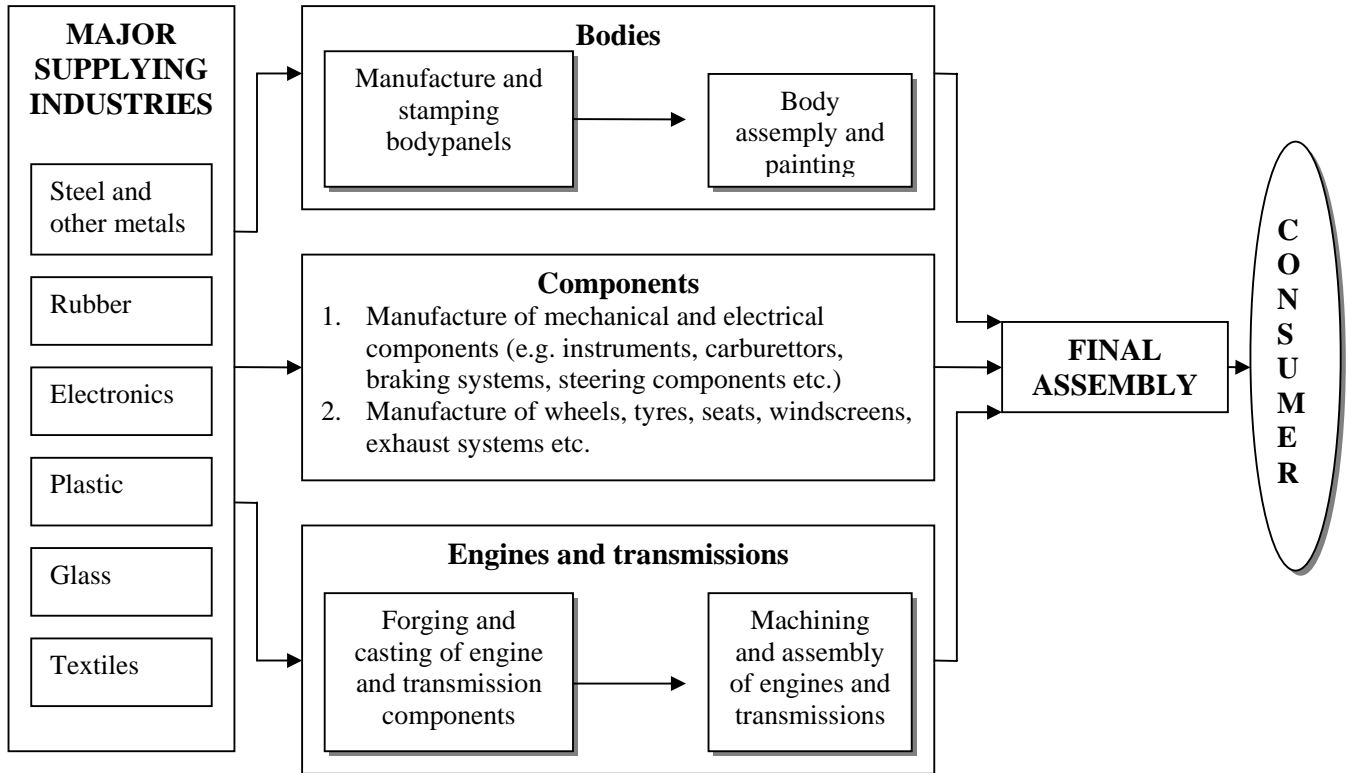 MAJOR
SUPPLYING
INDUSTRIES
Steel and
other metals
Rubber
Electronics
Plastic
Glass
Textiles
Bodies
Manufacture and
stamping
bodypanels
Body
assemply and
painting
Components
1. Manufacture of mechanical and electrical
components (e.g. instruments, carburettors,
braking systems, steering components etc.)
2. Manufacture of wheels, tyres, seats, windscreens,
exhaust systems etc.
Engines and transmissions
Forging and
casting of engine
and transmission
components
Machining
and assembly
of engines and
transmissions
FINAL
ASSEMBLY
C
O
N
S
U
M
E
R